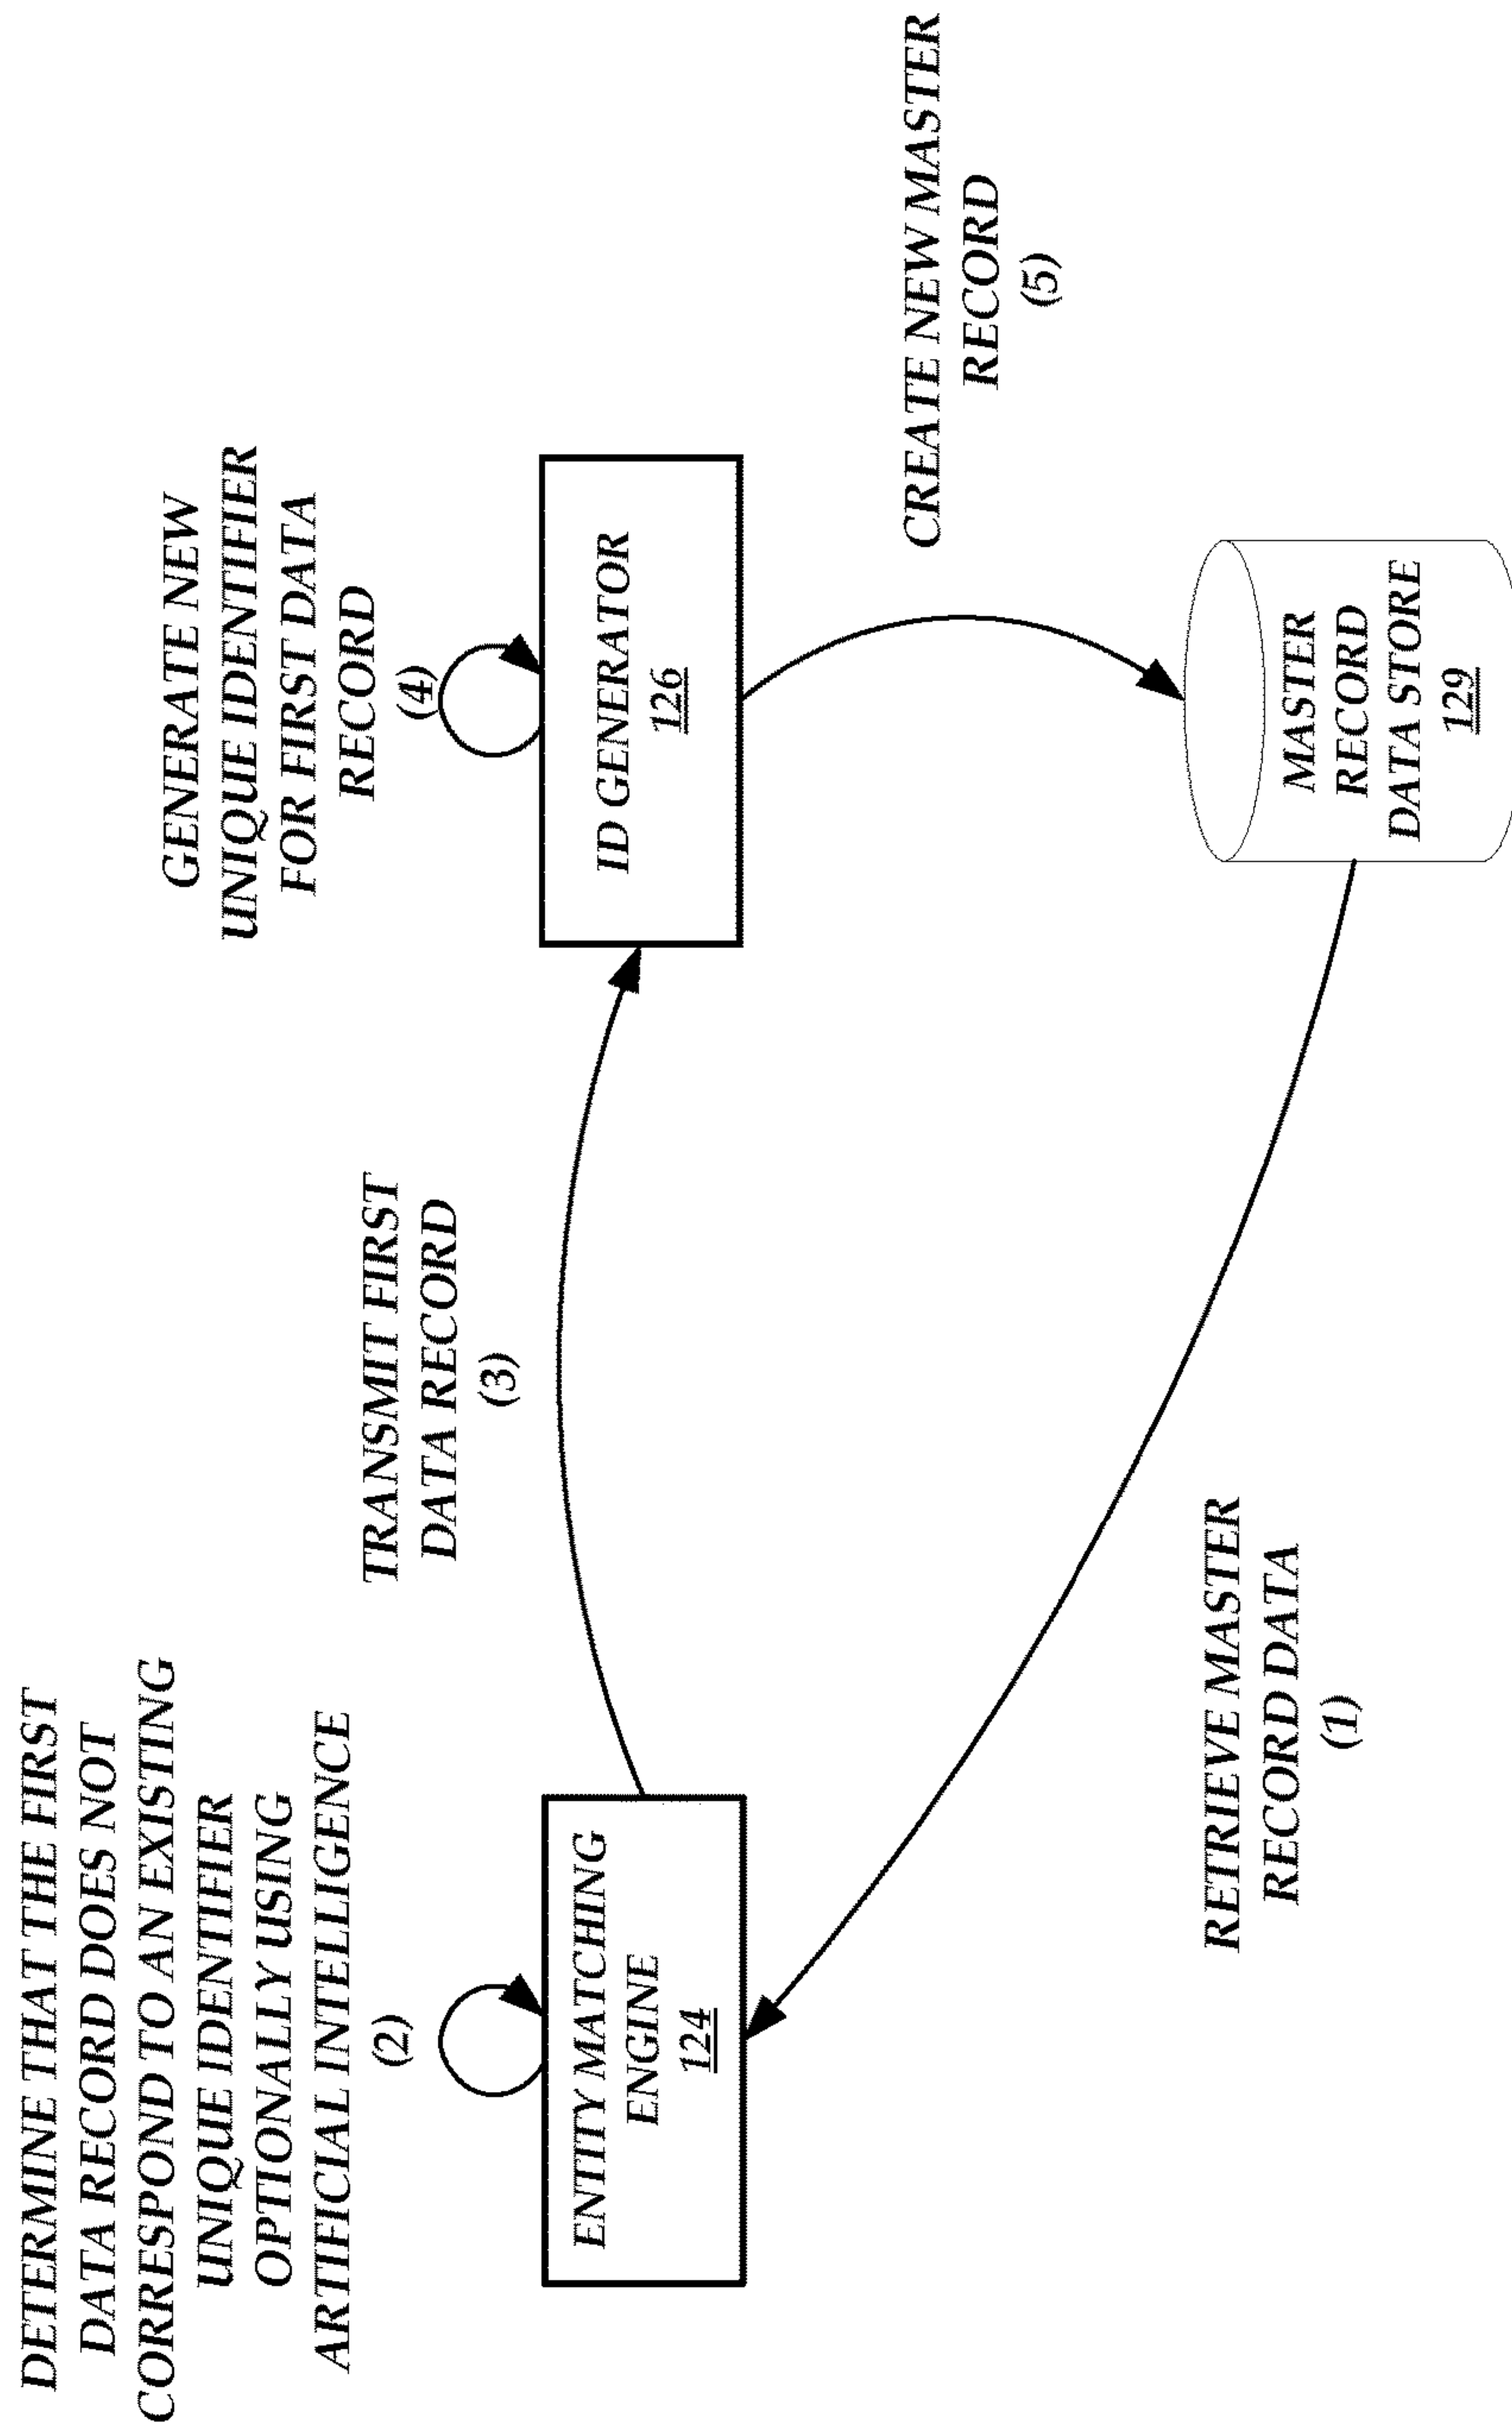 DETERMINE THAT THE FIRST
DATA RECORD DOES NOT
CORRESPOND TO AN EXISTING
UNIQUE IDENTIFIER
OPTIONALLY USING
ARTIFICIAL INTELLIGENCE
(2)
TRANSMIT FIRST
DATA RECORD
(3)
GENERATE NEW
UNIQUE IDENTIFIER
FOR FIRST DATA
RECORD
(4)
ENTITY MATCHING
ENGINE
124
ID GENERATOR
126
CREATE NEW MASTER
RECORD
(5)
RETRIEVE MASTER
RECORD DATA
(1)
MASTER
RECORD
DATA STORE
129